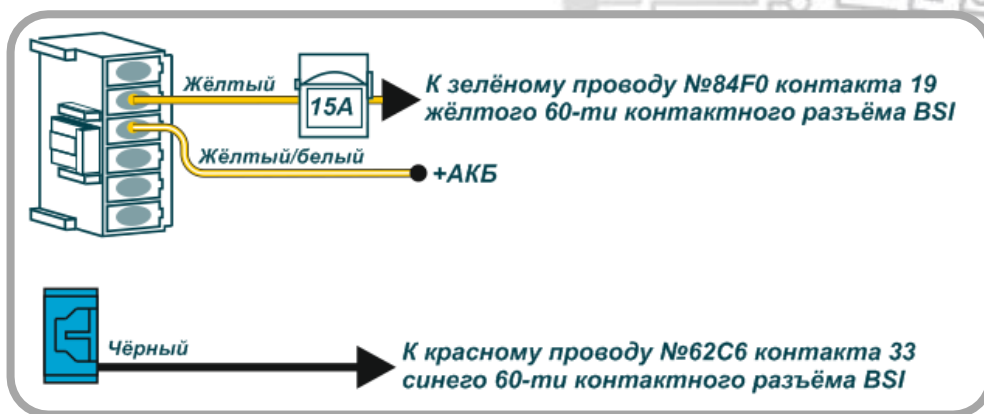 Жёлтый
15А
К зелёному проводу №84F0 контакта 19
жёлтого 60-ти контактного разъёма BSI
Жёлтый/белый
+АКБ
Чёрный
К красному проводу №62C6 контакта 33
синего 60-ти контактного разъёма BSI